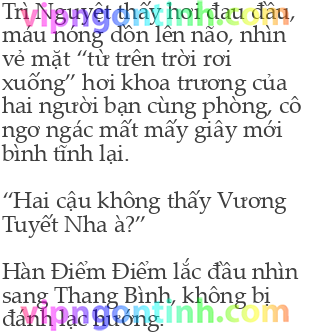 Trì Nguyệt thấy hơi đau đầu,
máu nóng dồn lên não, nhìn
vẻ mặt “từ trên trời rơi
xuống” hơi khoa trương của
hai người bạn cùng phòng, cô
ngơ ngác mất mấy giây mới
bình tĩnh lại.
“Hai cậu không thấy Vương
Tuyết Nha à?”
Hàn Điểm Điểm lắc đầu nhìn
sang Thang Bình, không bị
đánh lạc hướng.
vipngontinh.com
vipngontinh.com